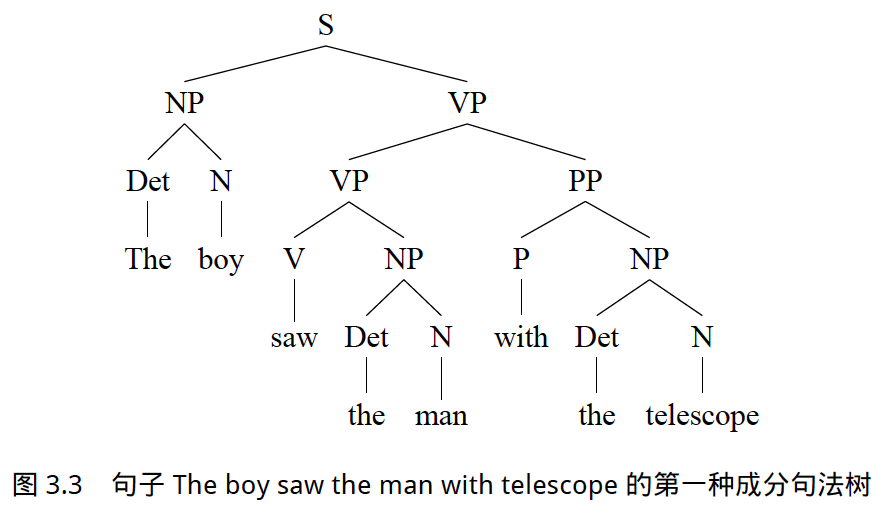 S
NP VP
Det N VP PP
The boy V NP P NP
saw Det N with Det N
the man the telescope
图 3.3 句子 The boy saw the man with telescope 的第一种成分句法树